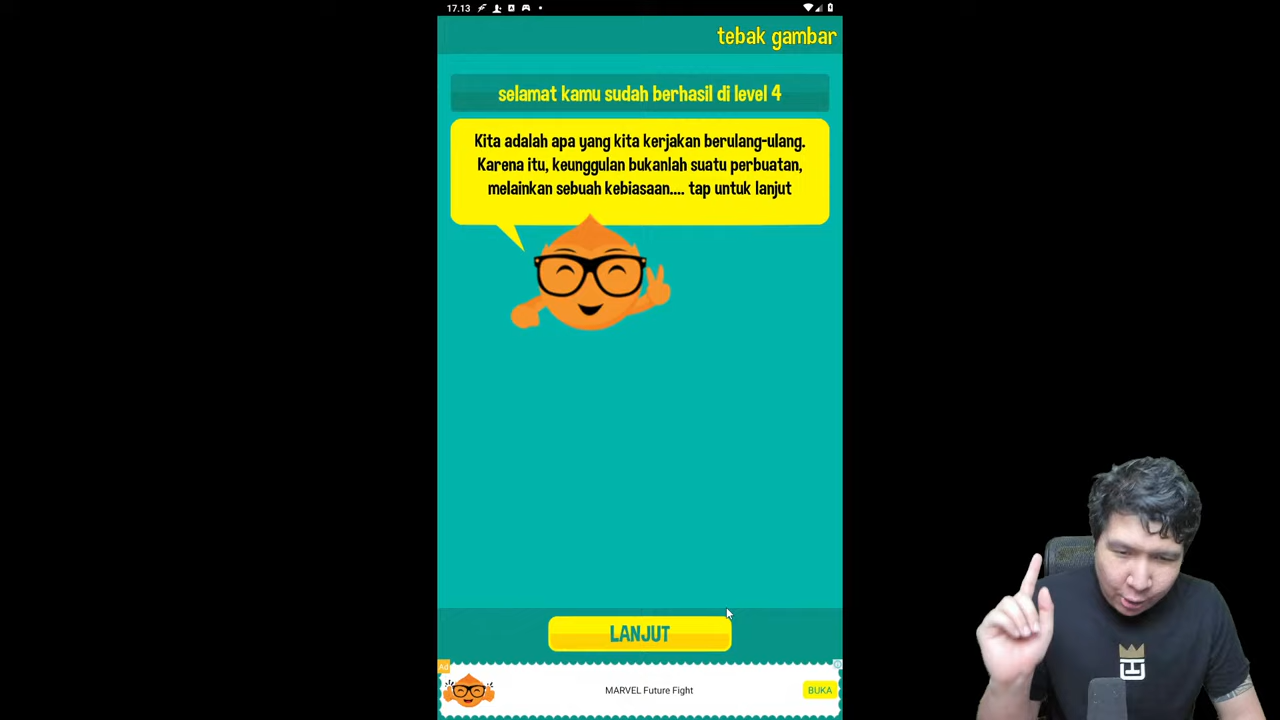 17.13
tebak gambar
selamat kamu sudah berhasil di level 4
Kita adalah apa yang kita kerjakan berulang-ulang.
Karena itu, keunggulan bukanlah suatu perbuatan,
melainkan sebuah kebiasaan.... tap untuk lanjut
LANJUT
Ad
MARVEL Future Fight
BUKA